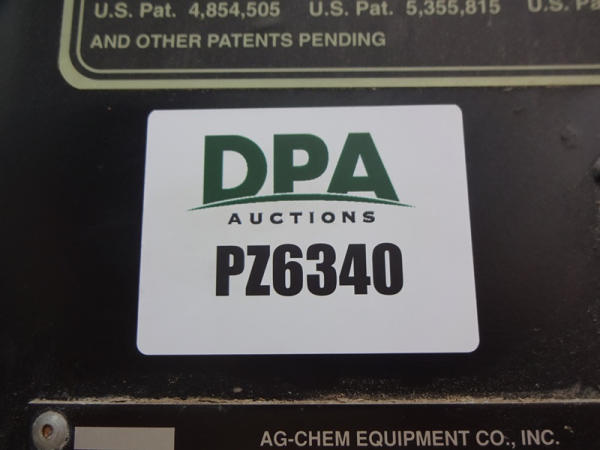 U.S. Pat. 4,854,505 U.S. Pat. 5,355,815 U.S.
AND OTHER PATENTS PENDING
DPA
AUCTIONS
PZ6340
AG-CHEM EQUIPMENT CO., INC.